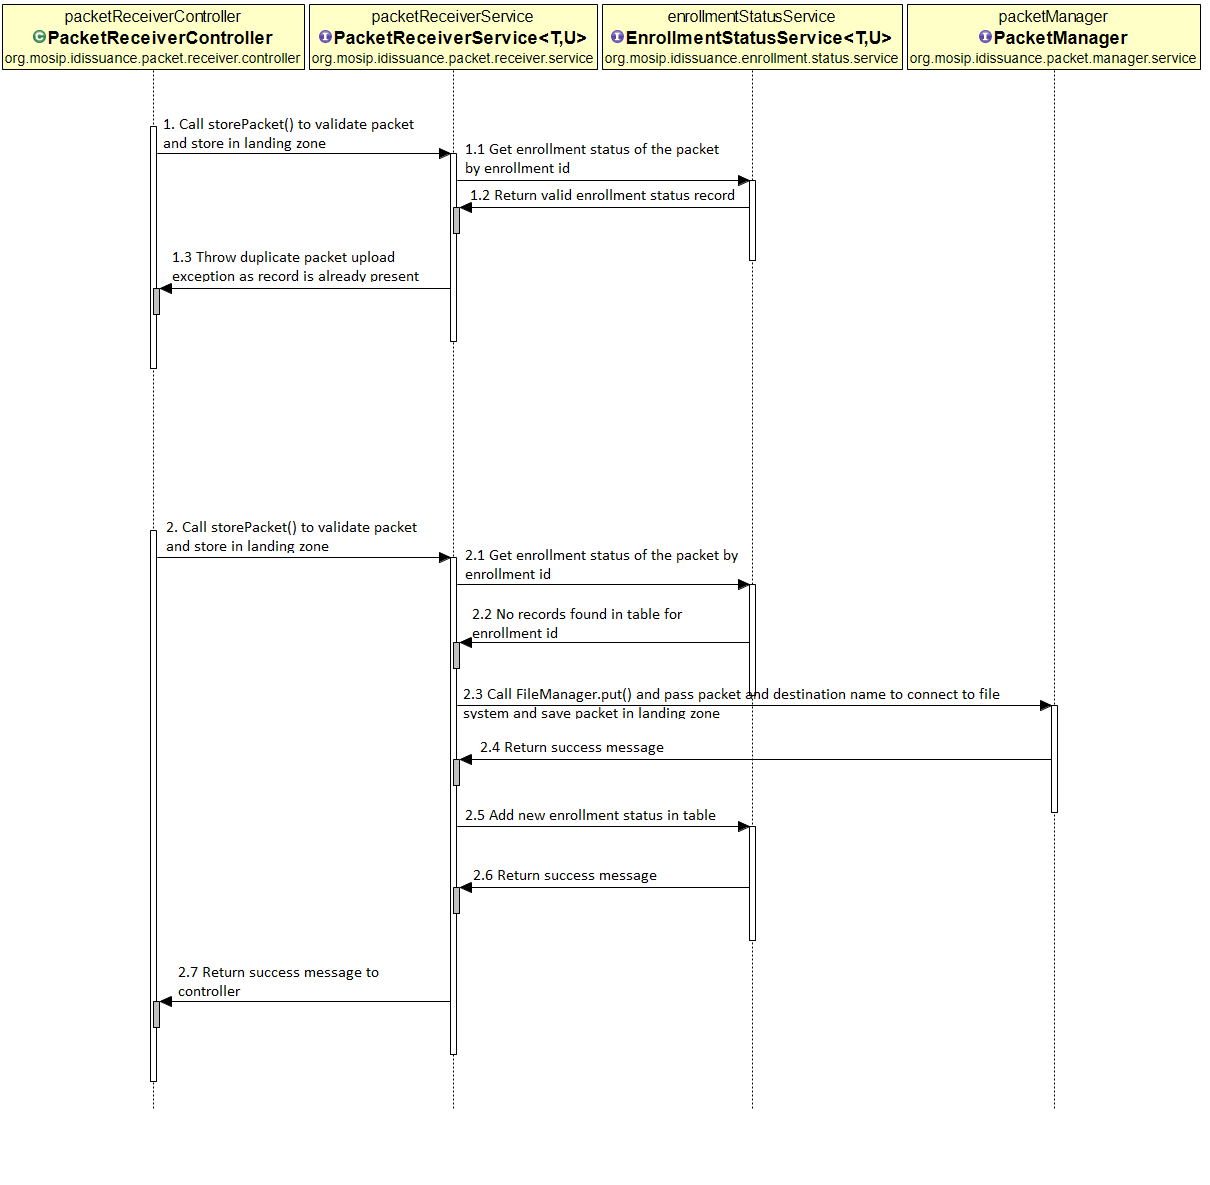 packetReceiverController
C PacketReceiverController
org.mosip.idissuance.packet.receiver.controller
packetReceiverService
I PacketReceiverService<T,U>
org.mosip.idissuance.packet.receiver.service
enrollmentStatusService
I EnrollmentStatusService<T,U>
org.mosip.idissuance.enrollment.status.service
packetManager
I PacketManager
org.mosip.idissuance.packet.manager.service
1. Call storePacket() to validate packet
and store in landing zone
1.1 Get enrollment status of the packet
by enrollment id
1.2 Return valid enrollment status record
1.3 Throw duplicate packet upload
exception as record is already present
2. Call storePacket() to validate packet
and store in landing zone
2.1 Get enrollment status of the packet by
enrollment id
2.2 No records found in table for
enrollment id
2.3 Call FileManager.put() and pass packet and destination name to connect to file
system and save packet in landing zone
2.4 Return success message
2.5 Add new enrollment status in table
2.6 Return success message
2.7 Return success message to
controller